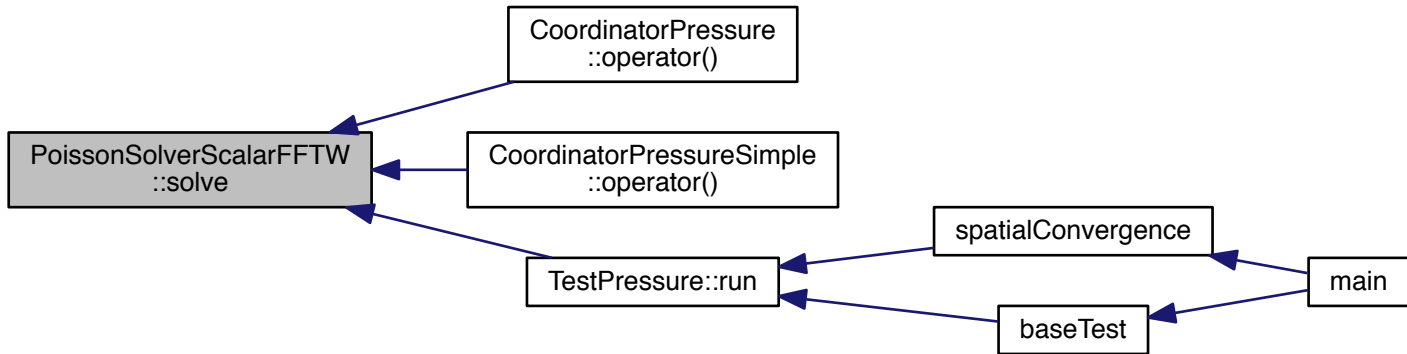 CoordinatorPressure
::operator()
PoissonSolverScalarFFTW
::solve
CoordinatorPressureSimple
::operator()
spatialConvergence
TestPressure::run
main
baseTest